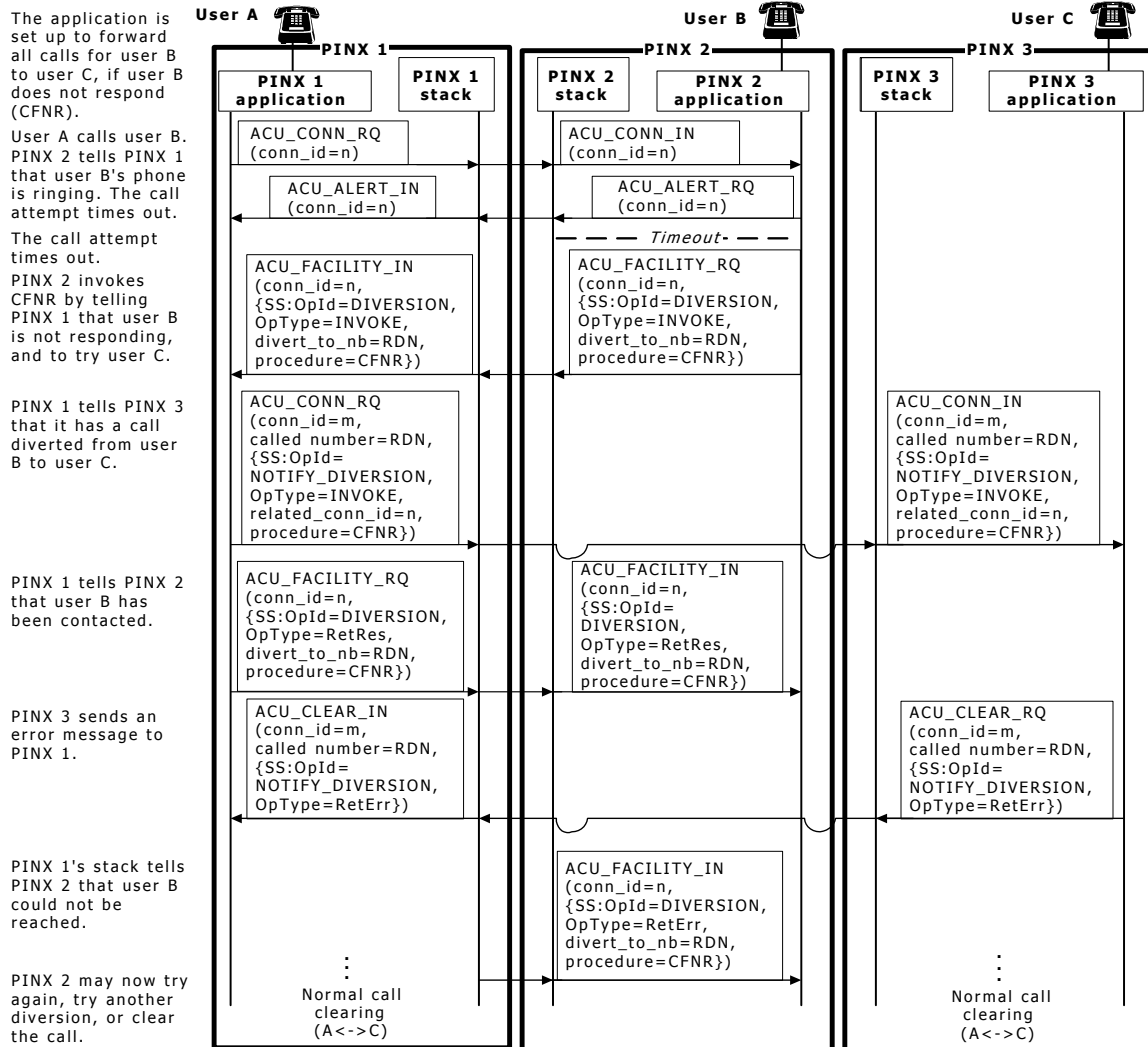 The application is
set up to forward
all calls for user B
to user C, if user B
does not respond
(CFNR).
User A calls user B.
PINX 2 tells PINX 1
that user B's phone
is ringing. The call
attempt times out.
The call attempt
times out.
PINX 2 invokes
CFNR by telling
PINX 1 that user B
is not responding,
and to try user C.
PINX 1 tells PINX 3
that it has a call
diverted from user
B to user C.
PINX 1 tells PINX 2
that user B has
been contacted.
PINX 3 sends an
error message to
PINX 1.
PINX 1's stack tells
PINX 2 that user B
could not be
reached.
PINX 2 may now try
again, try another
diversion, or clear
the call.
User A
User B
User C
PINX 1
PINX 2
PINX 3
PINX 1
application
PINX 1
stack
PINX 2
stack
PINX 2
application
PINX 3
stack
PINX 3
application
ACU_CONN_RQ
(conn_id=n)
ACU_CONN_IN
(conn_id=n)
ACU_ALERT_IN
(conn_id=n)
ACU_ALERT_RQ
(conn_id=n)
Timeout
ACU_FACILITY_IN
(conn_id=n,
{SS:OpId=DIVERSION,
OpType=INVOKE,
divert_to_nb=RDN,
procedure=CFNR})
ACU_FACILITY_RQ
(conn_id=n,
{SS:OpId=DIVERSION,
OpType=INVOKE,
divert_to_nb=RDN,
procedure=CFNR})
ACU_CONN_RQ
(conn_id=m,
called number=RDN,
{SS:OpId=
NOTIFY_DIVERSION,
OpType=INVOKE,
related_conn_id=n,
procedure=CFNR})
ACU_CONN_IN
(conn_id=m,
called number=RDN,
{SS:OpId=
NOTIFY_DIVERSION,
OpType=INVOKE,
related_conn_id=n,
procedure=CFNR})
ACU_FACILITY_RQ
(conn_id=n,
{SS:OpId=DIVERSION,
OpType=RetRes,
divert_to_nb=RDN,
procedure=CFNR})
ACU_FACILITY_IN
(conn_id=n,
{SS:OpId=
DIVERSION,
OpType=RetRes,
divert_to_nb=RDN,
procedure=CFNR})
ACU_CLEAR_IN
(conn_id=m,
called number=RDN,
{SS:OpId=
NOTIFY_DIVERSION,
OpType=RetErr})
ACU_CLEAR_RQ
(conn_id=m,
called number=RDN,
{SS:OpId=
NOTIFY_DIVERSION,
OpType=RetErr})
ACU_FACILITY_IN
(conn_id=n,
{SS:OpId=DIVERSION,
OpType=RetErr,
divert_to_nb=RDN,
procedure=CFNR})
Normal call
clearing
(A<->C)
Normal call
clearing
(A<->C)